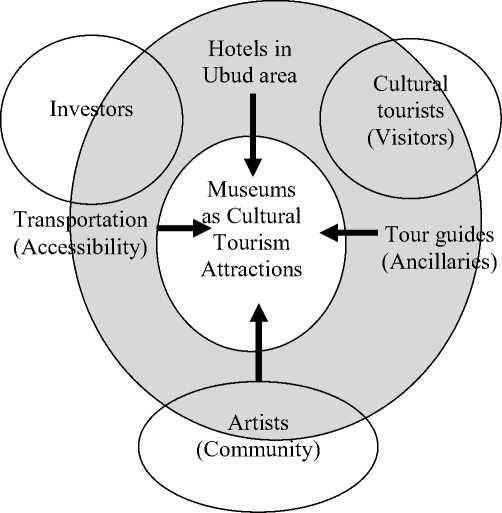 Hotels in
Ubud area
Investors
Cultural
tourists
(Visitors)
Museums
as Cultural
Tourism
Attractions
Transportation
(Accessibility)
Tour guides
(Ancillaries)
Artists
(Community)